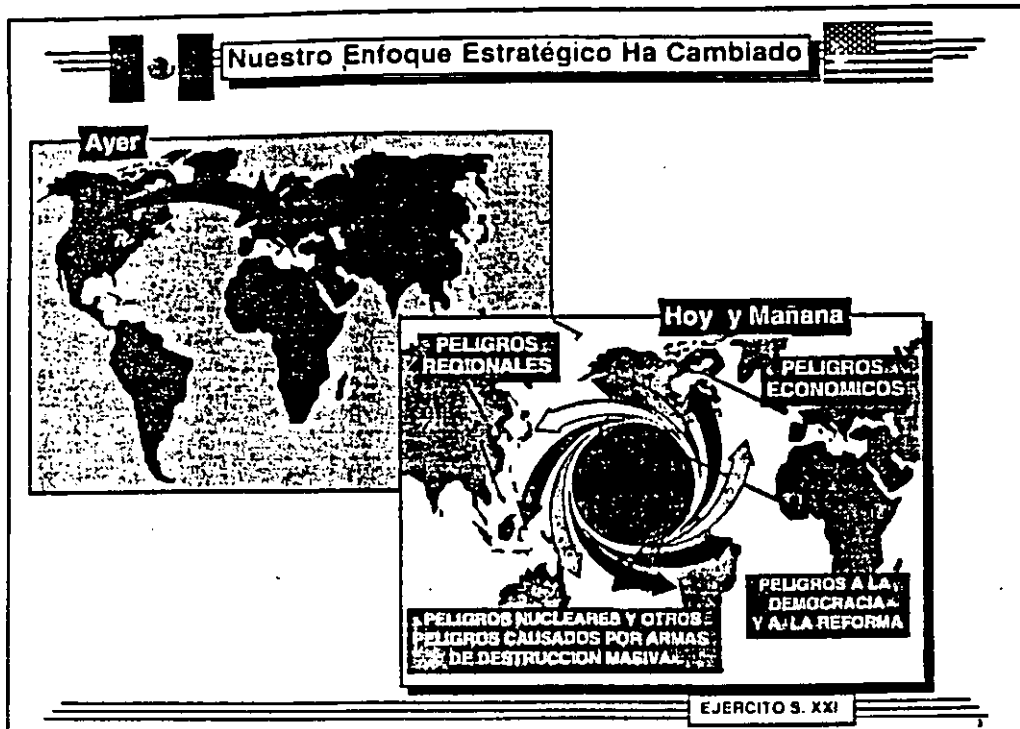 Nuestro Enfoque Estratégico Ha Cambiado
Ayer
Hoy y Mañana
PELIGROS
REGIONALES
PELIGROS
ECONOMICOS
PELIGROS A LA
DEMOCRACIA
Y A LA REFORMA
PELIGROS NUCLEARES Y OTROS
PELIGROS CAUSADOS POR ARMAS
DE DESTRUCCION MASIVA
EJERCITO S. XXI